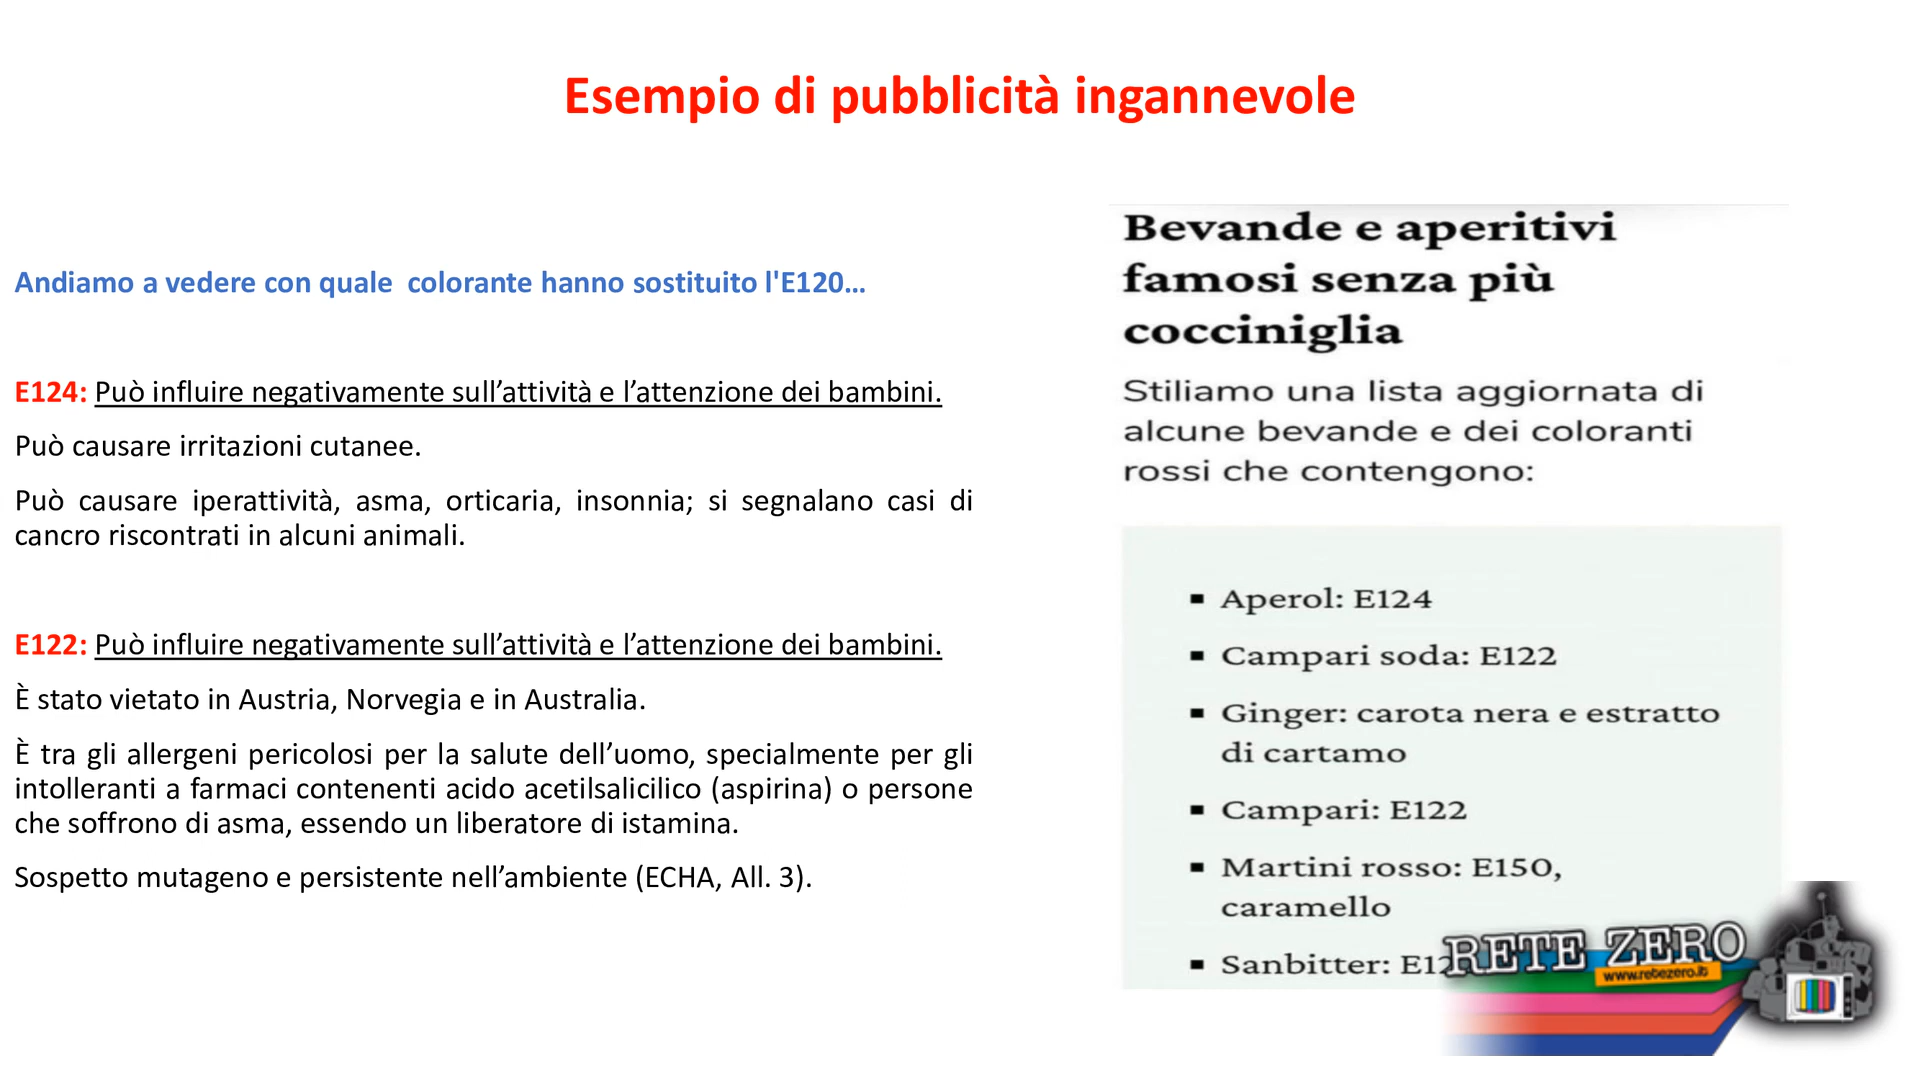 Esempio di pubblicità ingannevole
Andiamo a vedere con quale colorante hanno sostituito l'E120...
E124: Può influire negativamente sull’attività e l’attenzione dei bambini.
Può causare irritazioni cutanee.
Può causare iperattività, asma, orticaria, insonnia; si segnalano casi di
cancro riscontrati in alcuni animali.
E122: Può influire negativamente sull’attività e l’attenzione dei bambini.
È stato vietato in Austria, Norvegia e in Australia.
È tra gli allergeni pericolosi per la salute dell’uomo, specialmente per gli
intolleranti a farmaci contenenti acido acetilsalicilico (aspirina) o persone
che soffrono di asma, essendo un liberatore di istamina.
Sospetto mutageno e persistente nell’ambiente (ECHA, All. 3).
Bevande e aperitivi
famosi senza più
cocciniglia
Stiliamo una lista aggiornata di
alcune bevande e dei coloranti
rossi che contengono:
▪ Aperol: E124
▪ Campari soda: E122
▪ Ginger: carota nera e estratto
di cartamo
▪ Campari: E122
▪ Martini rosso: E150,
caramello
▪ Sanbitter:
RETE ZERO
www.retezero.it